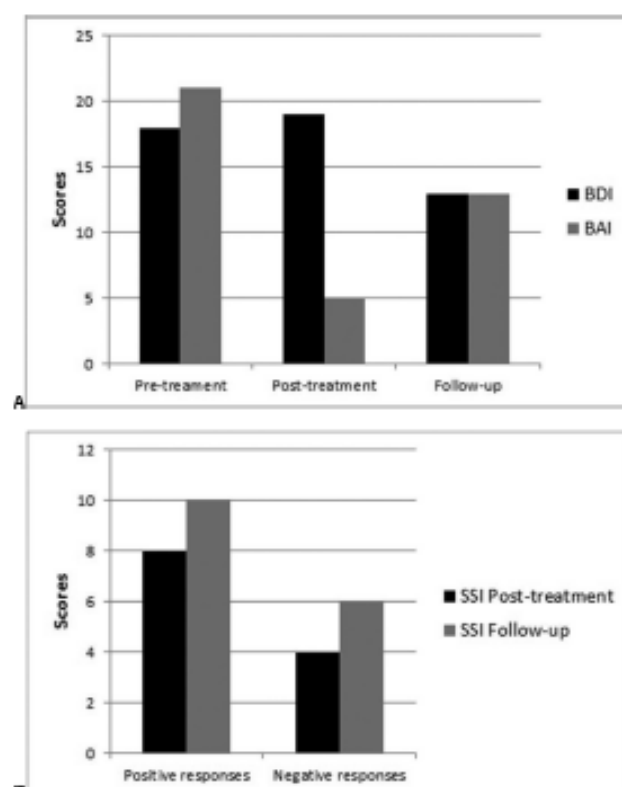 25
20
15
10
5
0
Scores
Pre-treament
Post-treatment
Follow-up
BDI
BAI
A
12
10
8
6
4
2
0
Scores
Positive responses
Negative responses
SSI Post-treatment
SSI Follow-up